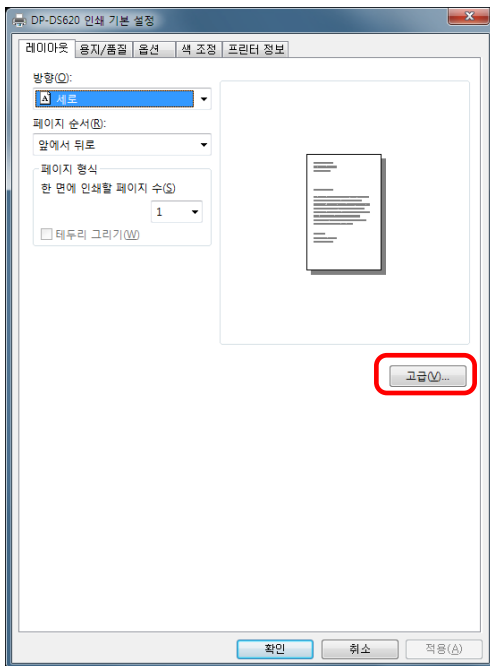 DP-DS620 인쇄 기본 설정
레이아웃 용지/품질 옵션 색 조정 프린터 정보
방향(O):
A 세로
페이지 순서(R):
앞에서 뒤로
페이지 형식
한 면에 인쇄할 페이지 수(S)
1
테두리 그리기(W)
고급(V)...
확인 취소 적용(A)